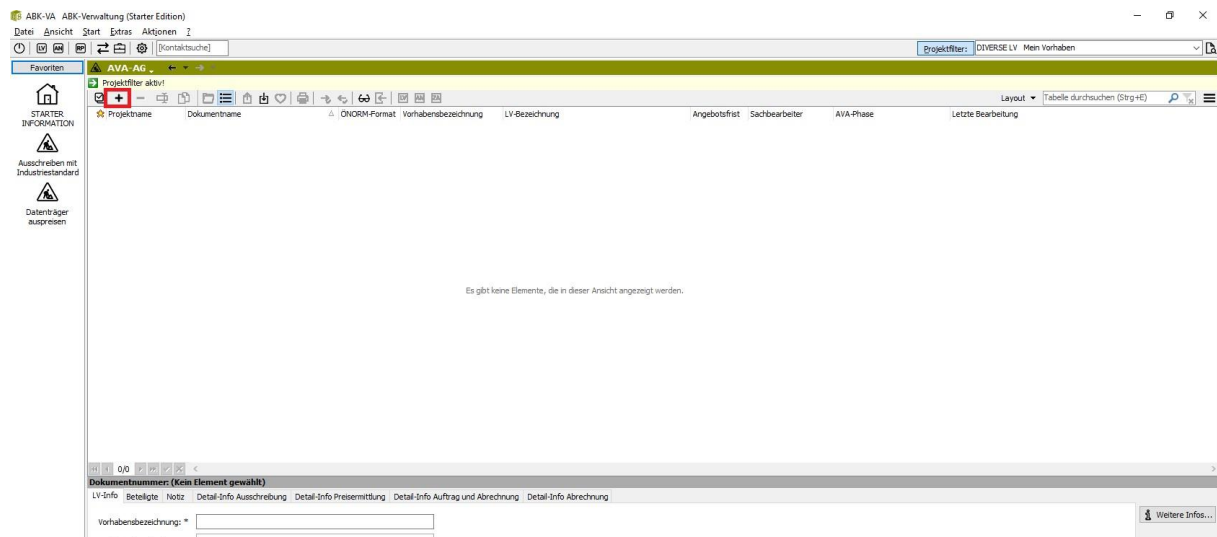 ABK-VA ABK-Verwaltung (Starter Edition)
Datei Ansicht Start Extras Aktionen ?
LV AN RP [Kontaktsuche] Projektfilter: DIVERSE LV Mein Vorhaben
Favoriten
AVA-AG
Projektfilter aktiv!
Layout Tabelle durchsuchen (Strg+E)
STARTER INFORMATION
Projektname Dokumentname ÖNORM-Format Vorhabensbezeichnung LV-Bezeichnung Angebotsfrist Sachbearbeiter AVA-Phase Letzte Bearbeitung
Ausschreiben mit
Industriestandard
Datenträger
auspreisen
Es gibt keine Elemente, die in dieser Ansicht angezeigt werden.
0/0
Dokumentnummer: (Kein Element gewählt)
LV-Info Beteiligte Notiz Detail-Info Ausschreibung Detail-Info Preisermittlung Detail-Info Auftrag und Abrechnung Detail-Info Abrechnung
Vorhabensbezeichnung: *
Weitere Infos...